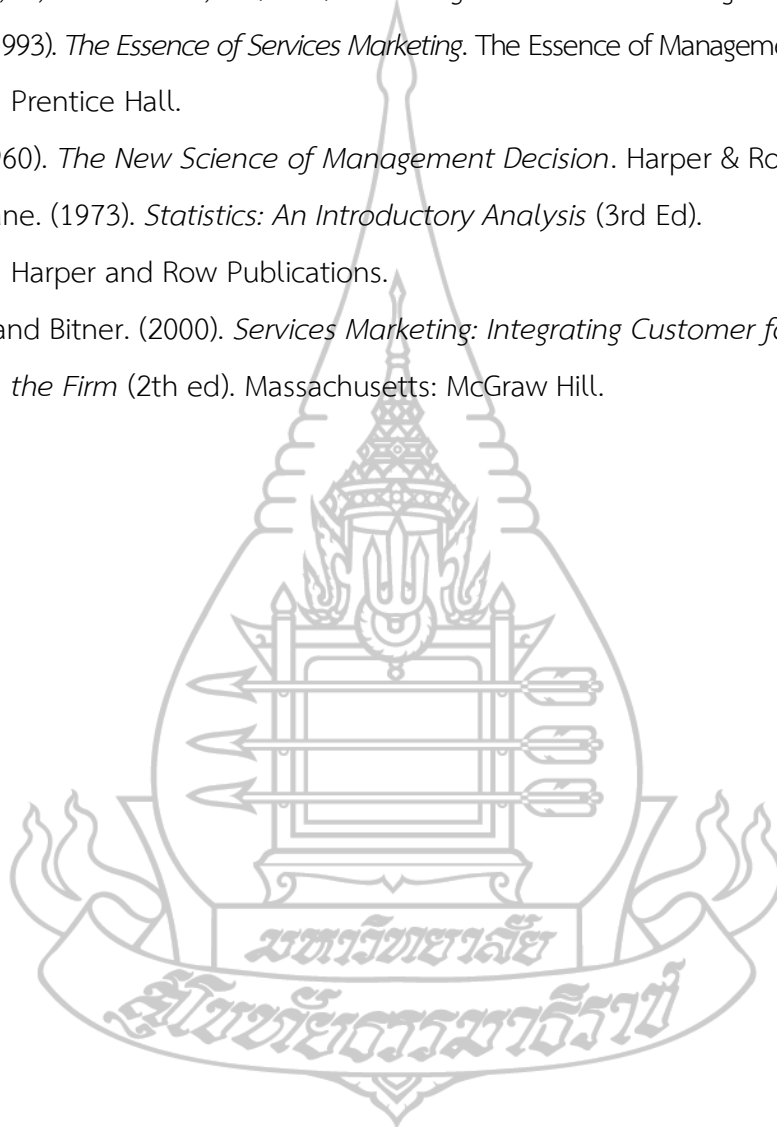 993). The Essence of Services Marketing. The Essence of Manageme
Prentice Hall.
60). The New Science of Management Decision. Harper & Ro
ane. (1973). Statistics: An Introductory Analysis (3rd Ed).
Harper and Row Publications.
and Bitner. (2000). Services Marketing: Integrating Customer fo
the Firm (2th ed). Massachusetts: McGraw Hill.
มหาวิทยาลัย
สุโขทัยธรรมาธิราช